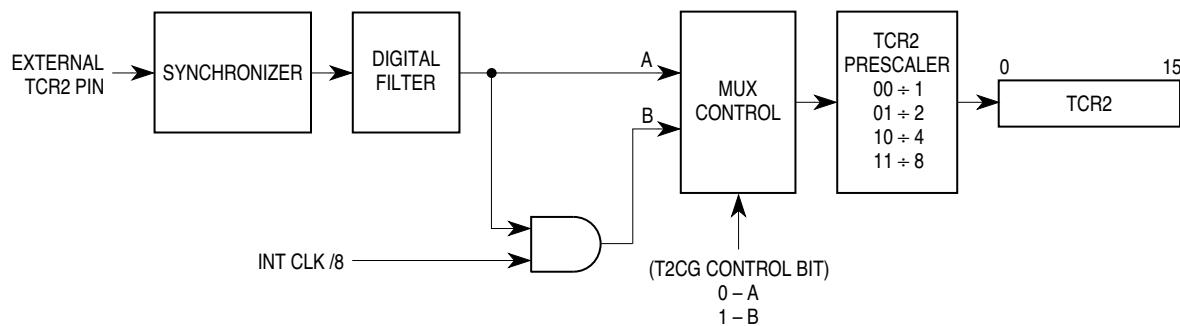 EXTERNAL
TCR2 PIN
SYNCHRONIZER
DIGITAL
FILTER
A
B
MUX
CONTROL
TCR2
PRESCALER
00 ÷ 1
01 ÷ 2
10 ÷ 4
11 ÷ 8
0 15
TCR2
INT CLK /8
(T2CG CONTROL BIT)
0 – A
1 – B